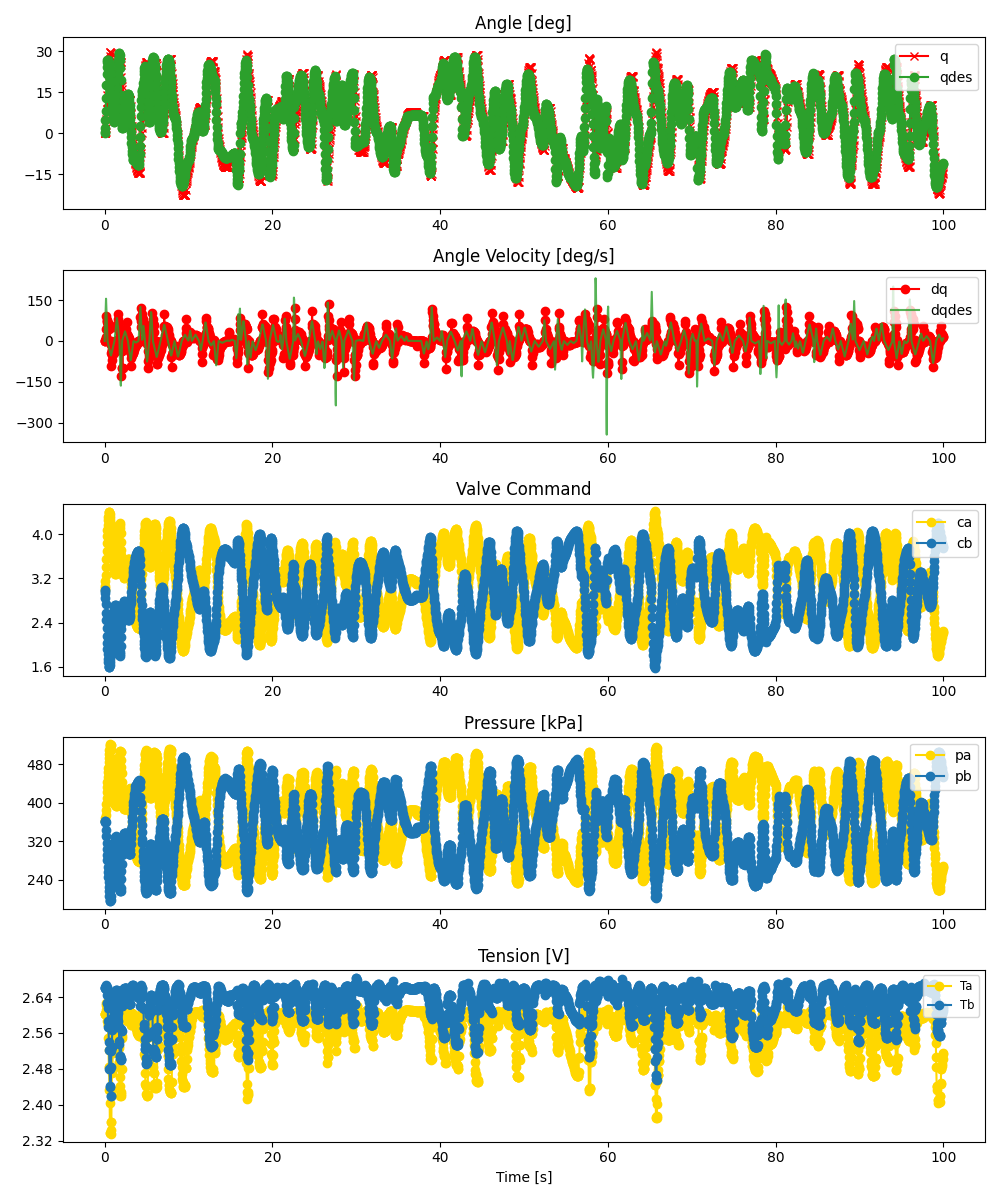 Angle [deg]
30
15
0
−15
q
qdes
0 20 40 60 80 100
Angle Velocity [deg/s]
150
0
−150
−300
dq
dqdes
0 20 40 60 80 100
Valve Command
4.0
3.2
2.4
1.6
ca
cb
0 20 40 60 80 100
Pressure [kPa]
480
400
320
240
pa
pb
0 20 40 60 80 100
Tension [V]
2.64
2.56
2.48
2.40
2.32
Ta
Tb
0 20 40 60 80 100
Time [s]